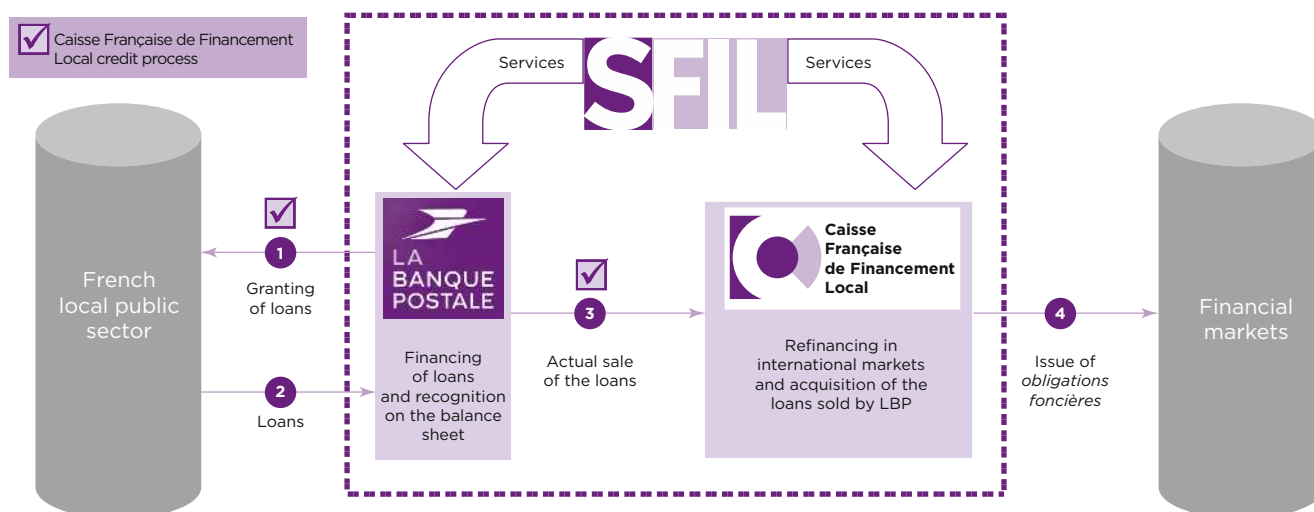 Caisse Française de Financement
Local credit process
Services
SFIL
Services
French
local public
sector
1
Granting
of loans
2
Loans
LA
BANQUE
POSTALE
Financing
of loans
and recognition
on the balance
sheet
3
Actual sale
of the loans
Caisse
Française
de Financement
Local
Refinancing in
international markets
and acquisition of the
loans sold by LBP
4
Issue of
obligations
foncières
Financial
markets